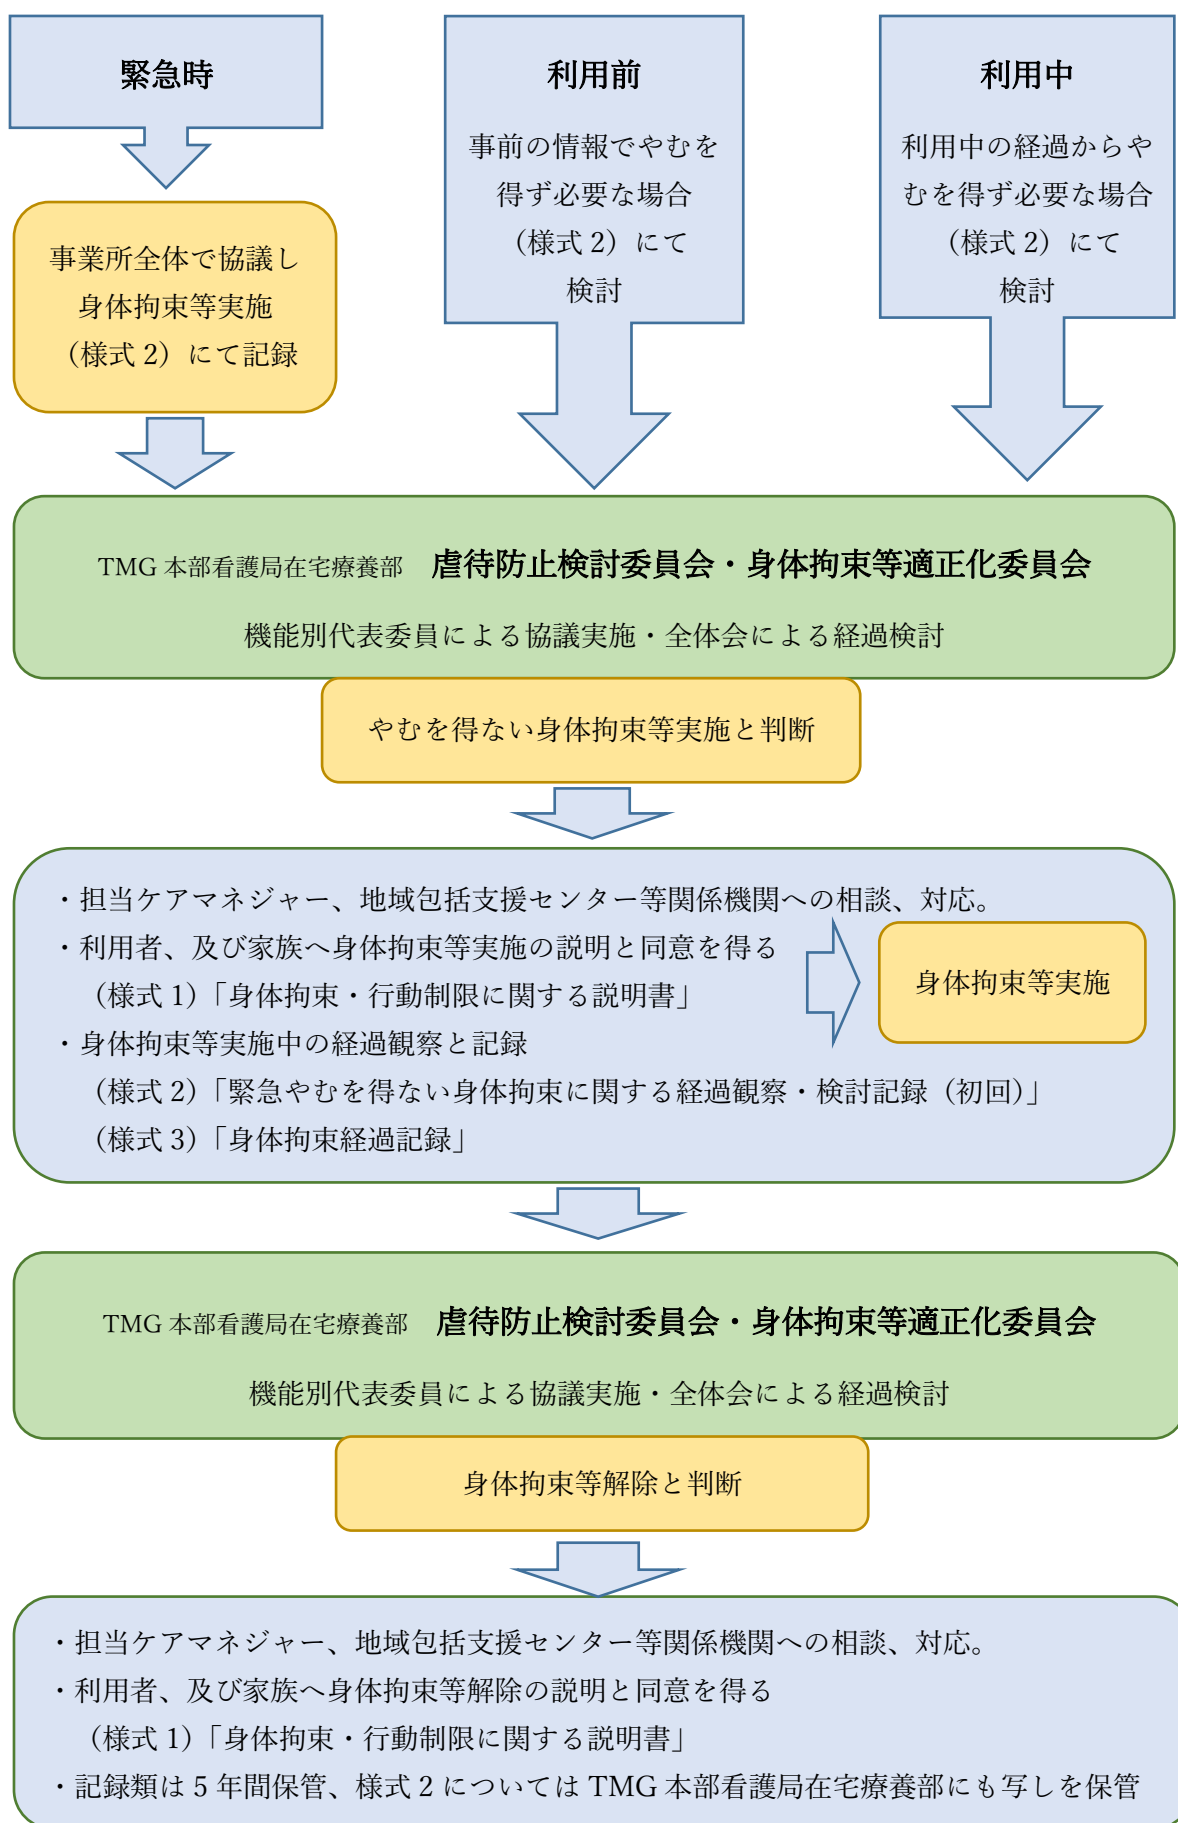 緊急時
事業所全体で協議し
身体拘束等実施
（様式 2）にて記録
利用前
事前の情報でやむを
得ず必要な場合
（様式 2）にて
検討
利用中
利用中の経過からや
むを得ず必要な場合
（様式 2）にて
検討
TMG 本部看護局在宅療養部　虐待防止検討委員会・身体拘束等適正化委員会
機能別代表委員による協議実施・全体会による経過検討
やむを得ない身体拘束等実施と判断
・担当ケアマネジャー、地域包括支援センター等関係機関への相談、対応。
・利用者、及び家族へ身体拘束等実施の説明と同意を得る
（様式 1）「身体拘束・行動制限に関する説明書」
身体拘束等実施
・身体拘束等実施中の経過観察と記録
（様式 2）「緊急やむを得ない身体拘束に関する経過観察・検討記録（初回）」
（様式 3）「身体拘束経過記録」
TMG 本部看護局在宅療養部　虐待防止検討委員会・身体拘束等適正化委員会
機能別代表委員による協議実施・全体会による経過検討
身体拘束等解除と判断
・担当ケアマネジャー、地域包括支援センター等関係機関への相談、対応。
・利用者、及び家族へ身体拘束等解除の説明と同意を得る
（様式 1）「身体拘束・行動制限に関する説明書」
・記録類は 5 年間保管、様式 2 については TMG 本部看護局在宅療養部にも写しを保管